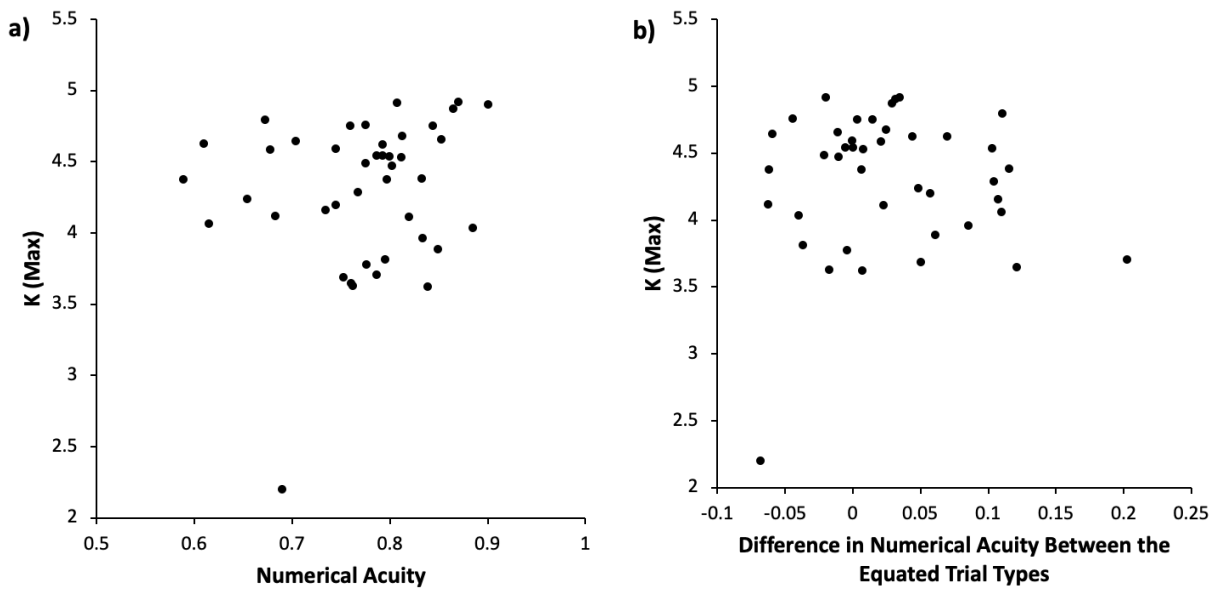 a)
5.5
5
4.5
4
3.5
3
2.5
2
K (Max)
0.5 0.6 0.7 0.8 0.9 1
Numerical Acuity
b)
5.5
5
4.5
4
3.5
3
2.5
2
K (Max)
-0.1 -0.05 0 0.05 0.1 0.15 0.2 0.25
Difference in Numerical Acuity Between the
Equated Trial Types